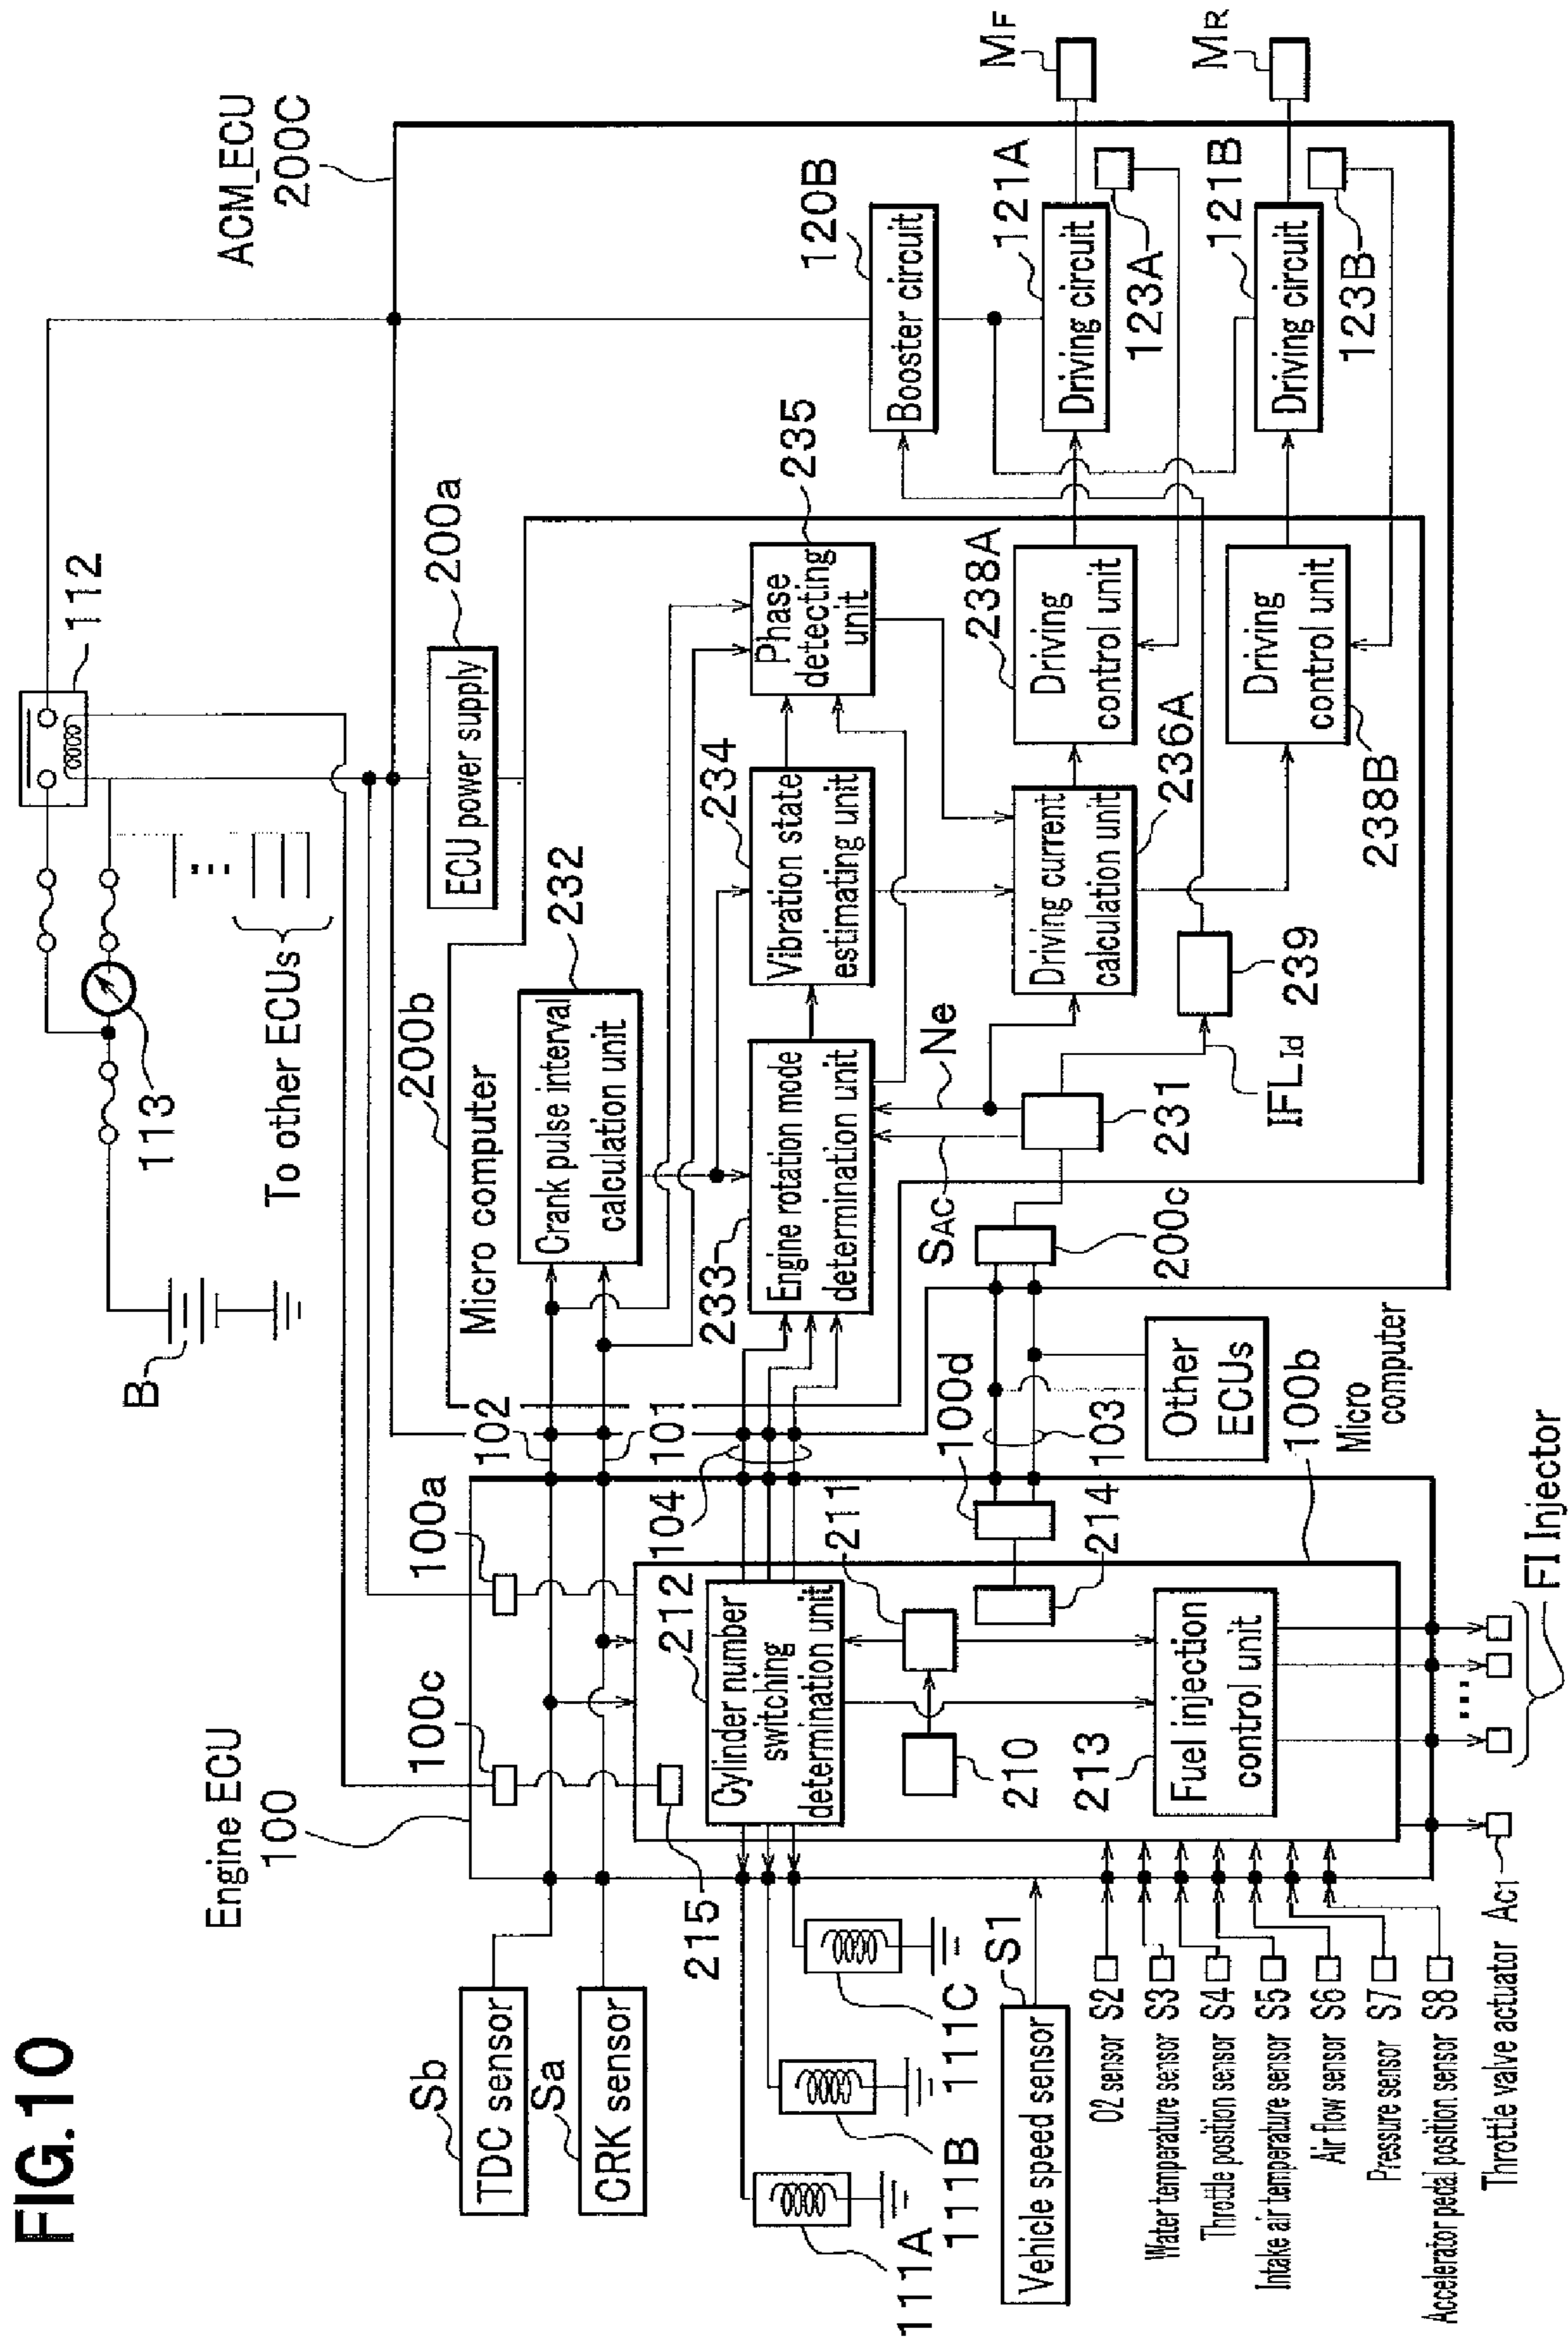 FIG.10
Engine ECU
100
100c
100a
Sb
TDC sensor
Sa
CRK sensor
215
111A
111B
111C
Vehicle speed sensor
S1
O2 sensor S2
Water temperature sensor S3
Throttle position sensor S4
Intake air temperature sensor S5
Air flow sensor S6
Pressure sensor S7
Accelerator pedal position sensor S8
Throttle valve actuator AC1
FI Injector
212
Cylinder number
switching
determination unit
211
210
213
Fuel injection
control unit
214
100d
100b
Micro
computer
103
Other
ECUs
104
102
101
B
113
To other ECUs
112
ACM_ECU
200C
200a
ECU power supply
200b
Micro computer
232
Crank pulse interval
calculation unit
233
Engine rotation mode
determination unit
234
Vibration state
estimating unit
235
Phase
detecting
unit
SAC
Ne
200c
231
IFLId
239
236A
Driving current
calculation unit
238A
Driving
control unit
238B
Driving
control unit
120B
Booster circuit
121A
Driving circuit
123A
121B
Driving circuit
123B
MF
MR